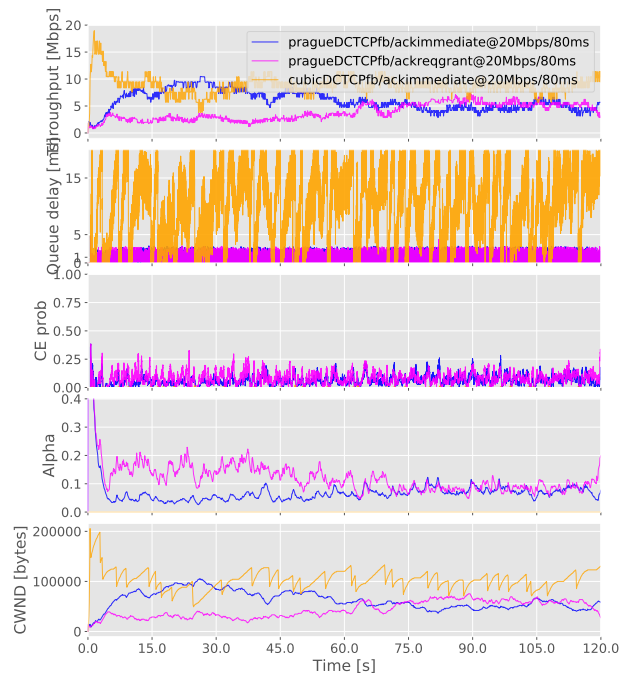 20
15
10
5
0
Throughput [Mbps]
pragueDCTCPfb/ackimmediate@20Mbps/80ms
pragueDCTCPfb/ackreqgrant@20Mbps/80ms
cubicDCTCPfb/ackimmediate@20Mbps/80ms
15
5
1
0
Queue delay [ms]
1.00
0.75
0.50
0.25
0.00
CE prob
0.4
0.3
0.2
0.1
0.0
Alpha
200000
100000
0
CWND [bytes]
0.0 15.0 30.0 45.0 60.0 75.0 90.0 105.0 120.0
Time [s]